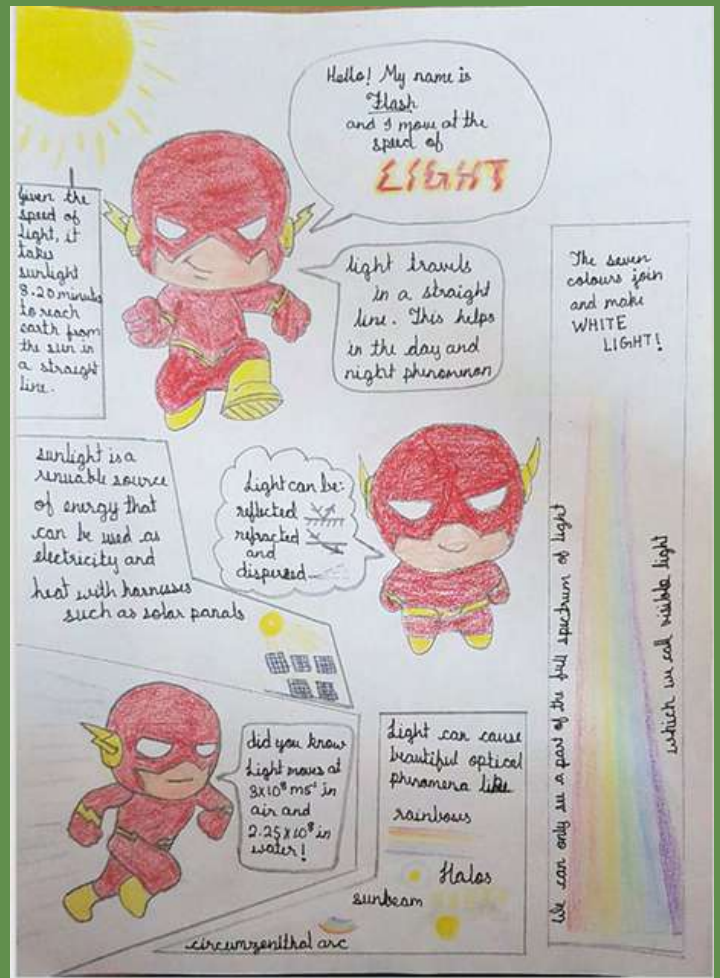 Hello! My name is
Flash
and I move at the
speed of
LIGHT
Given the
speed of
light, it
takes
sunlight
8.20 minutes
to reach
earth from
the sun in
a straight
line.
light travels
in a straight
line. This helps
in the day and
night phenominon
The seven
colours join
and make
WHITE
LIGHT!
sunlight is a
renuable source
of energy that
can be used as
electricity and
heat with harnesses
such as solar panals
Light can be:
reflected
refracted
and
dispersed
We can only see a part of the full spectrum of light
which we call visible light
did you know
Light moves at
3x10⁸ ms⁻¹ in
air and
2.25x10⁸ in
water!
Light can cause
beautiful optical
phenomena like
rainbows
Halos
sunbeam
circumzenithal arc